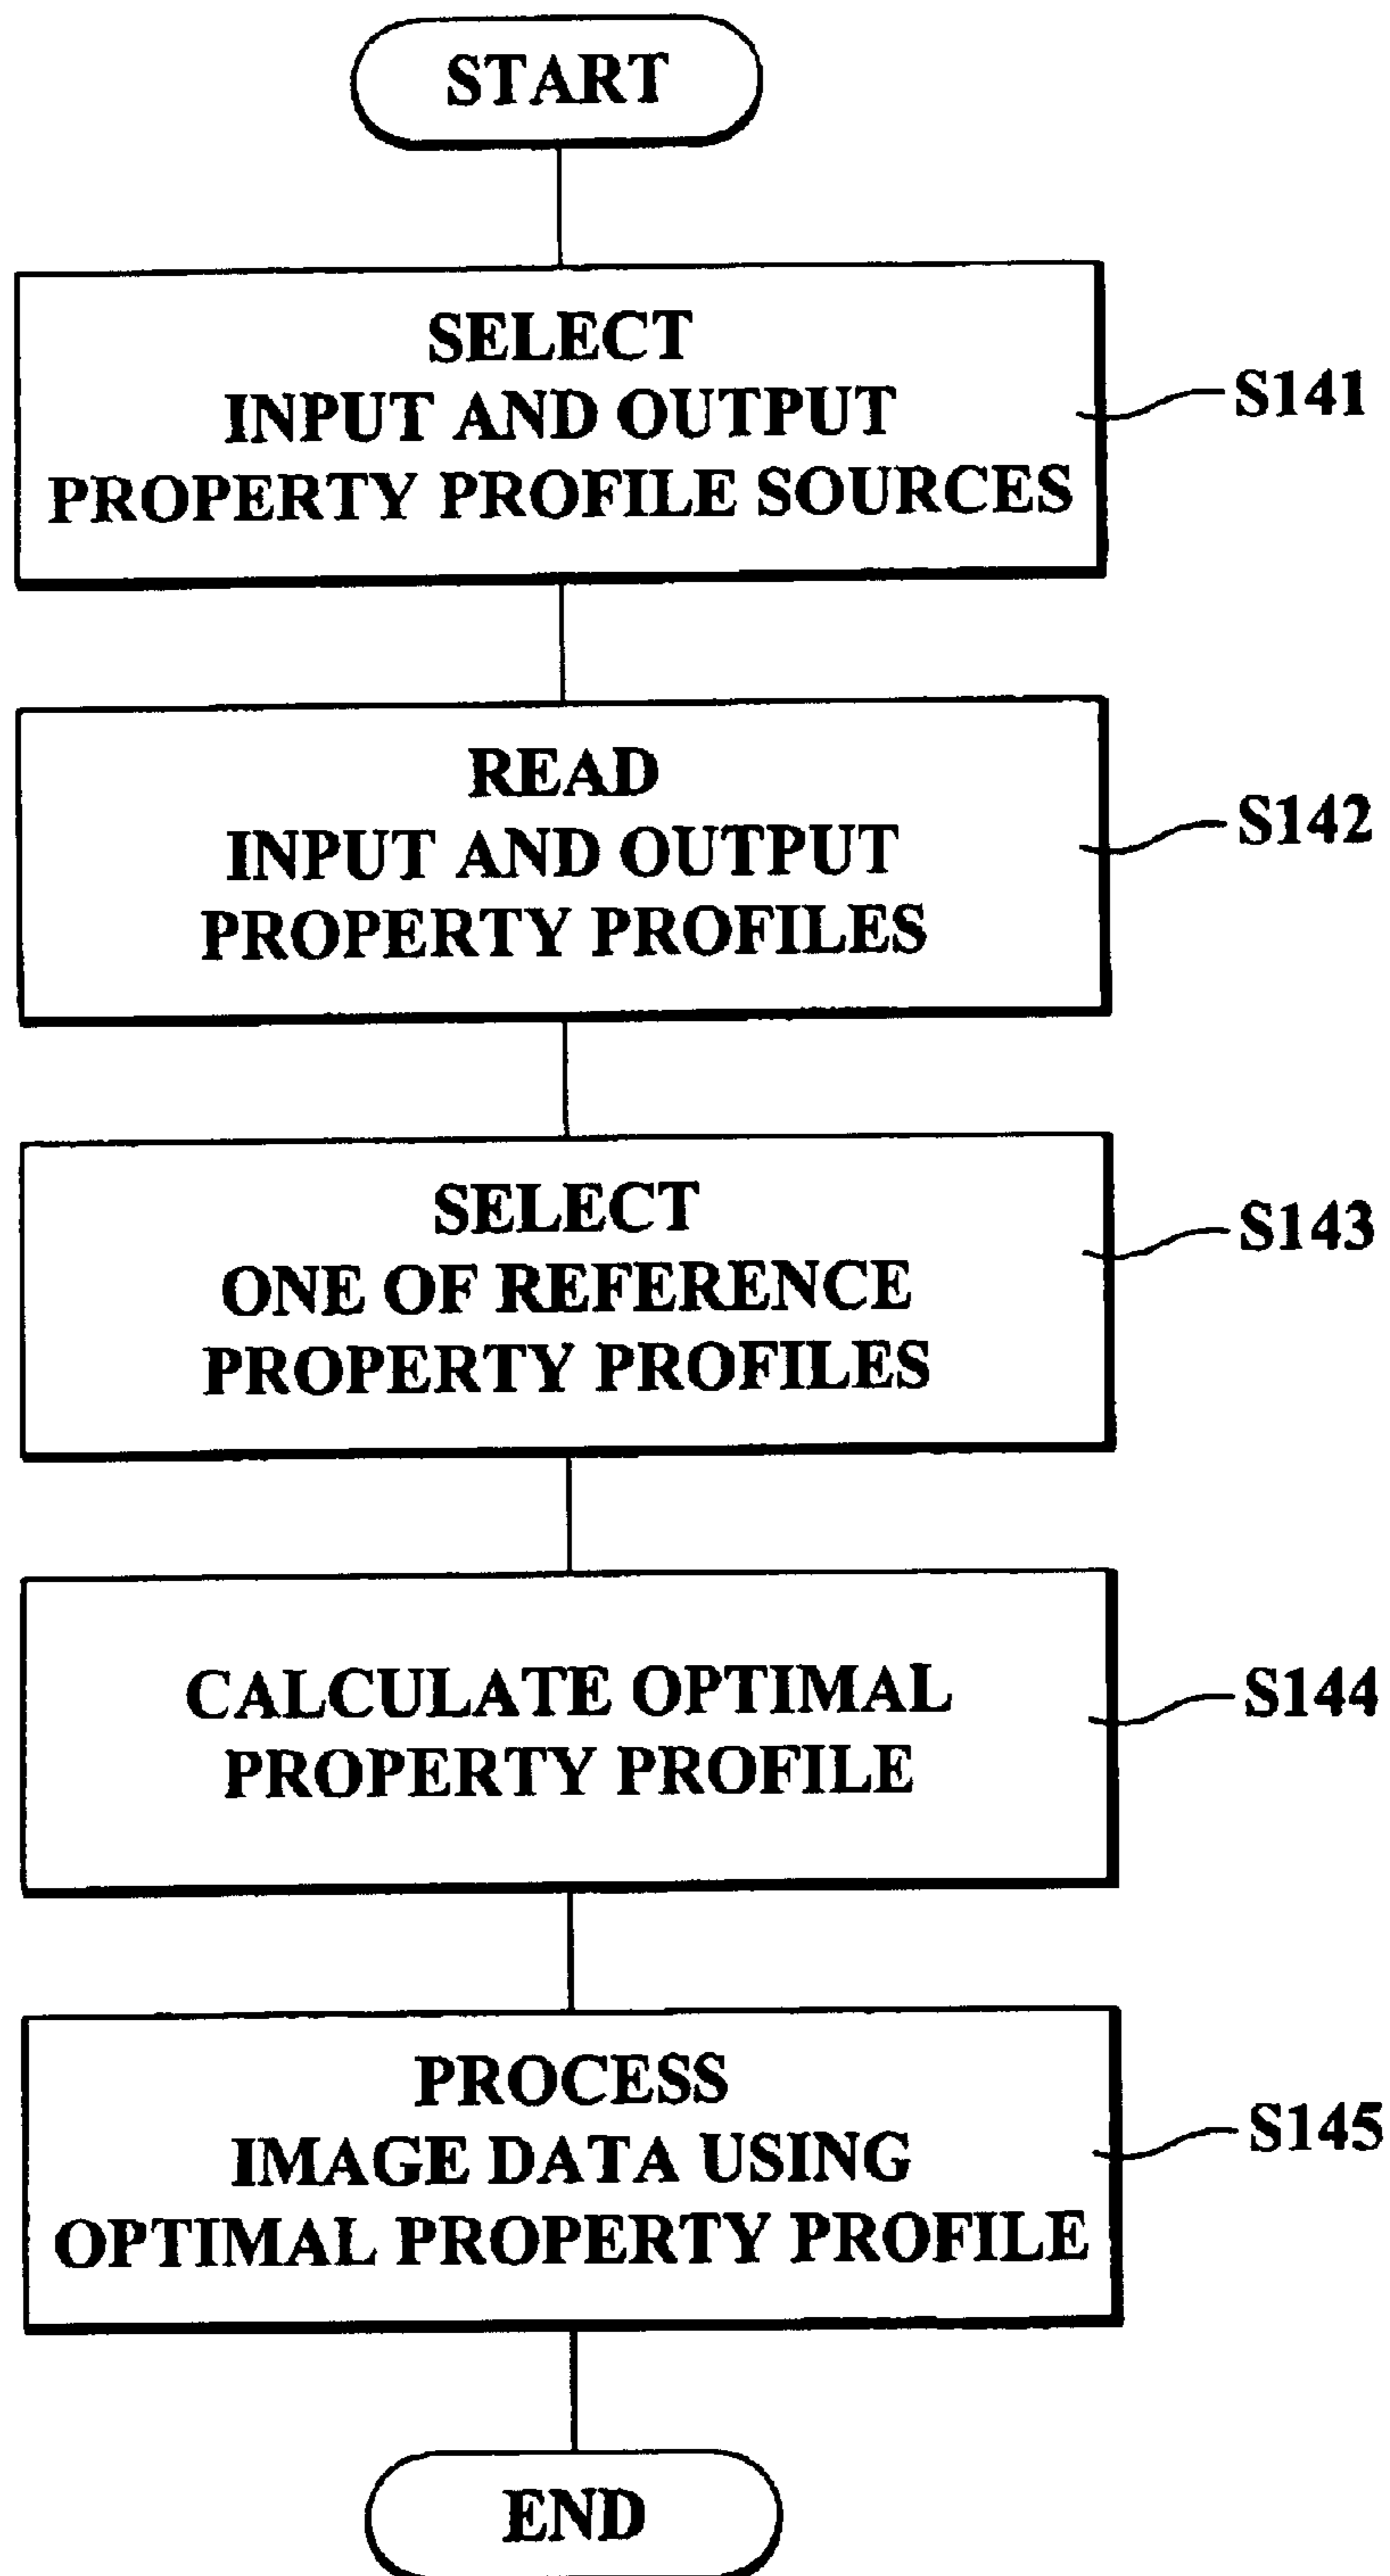 START
SELECT
INPUT AND OUTPUT
PROPERTY PROFILE SOURCES
S141
READ
INPUT AND OUTPUT
PROPERTY PROFILES
S142
SELECT
ONE OF REFERENCE
PROPERTY PROFILES
S143
CALCULATE OPTIMAL
PROPERTY PROFILE
S144
PROCESS
IMAGE DATA USING
OPTIMAL PROPERTY PROFILE
S145
END